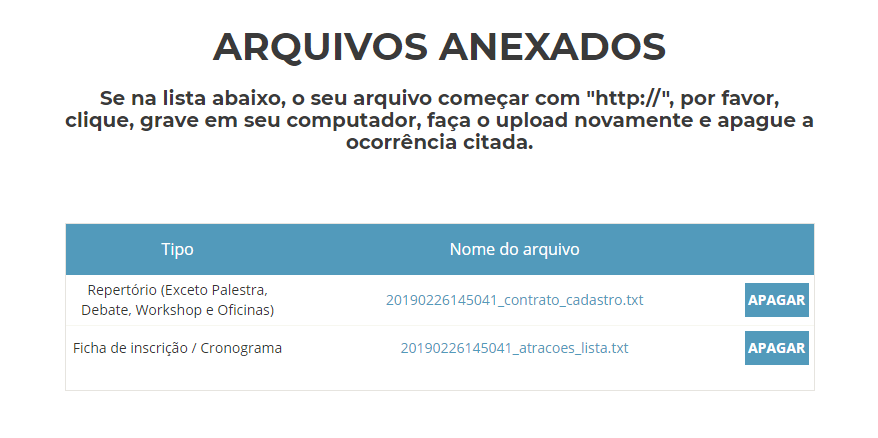 ARQUIVOS ANEXADOS
Se na lista abaixo, o seu arquivo começar com "http://", por favor,
clique, grave em seu computador, faça o upload novamente e apague a
ocorrência citada.
Tipo Nome do arquivo
Repertório (Exceto Palestra,
Debate, Workshop e Oficinas)
20190226145041_contrato_cadastro.txt APAGAR
Ficha de inscrição / Cronograma 20190226145041_atracoes_lista.txt APAGAR